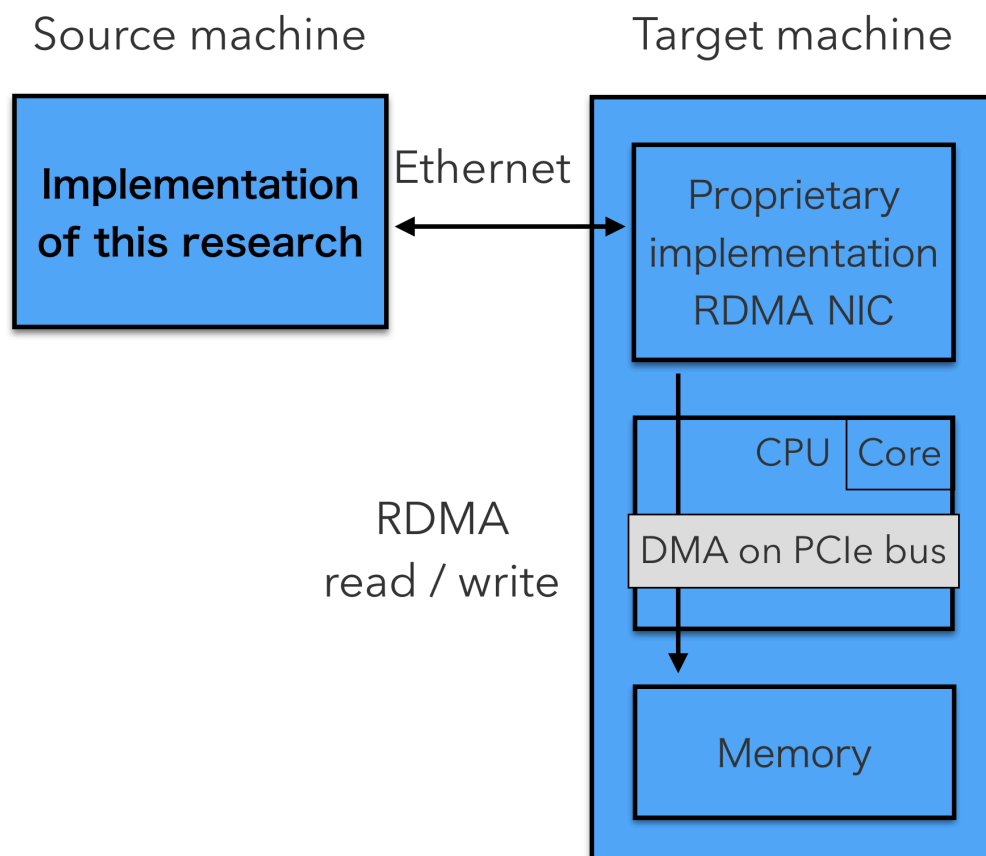 Source machine
Target machine
Implementation
of this research
Ethernet
Proprietary
implementation
RDMA NIC
CPU
Core
RDMA
read / write
DMA on PCIe bus
Memory